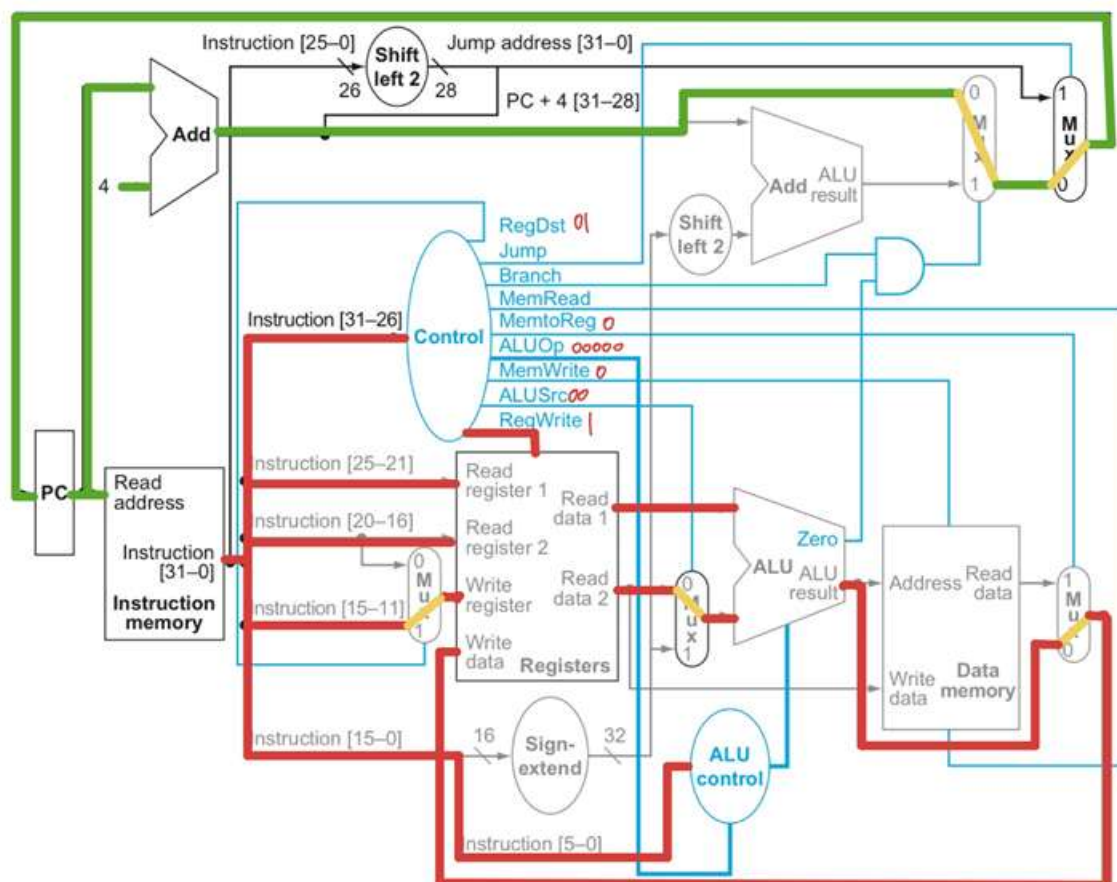 Instruction [25–0]
Jump address [31–0]
Shift
left 2
26
28
PC + 4 [31–28]
Add
4
0
M
u
x
1
1
M
u
x
0
Add
ALU
result
Shift
left 2
RegDst 01
Jump
Branch
MemRead
MemtoReg 0
ALUOp 00000
MemWrite 0
ALUSrc 00
RegWrite 1
Control
Instruction [31–26]
PC
Read
address
Instruction
[31–0]
Instruction
memory
Instruction [25–21]
Instruction [20–16]
Instruction [15–11]
Instruction [15–0]
0
M
u
1
Read
register 1
Read
register 2
Write
register
Write
data
Read
data 1
Read
data 2
Registers
0
M
u
x
1
Zero
ALU
ALU
result
Address
Read
data
Write
data
Data
memory
1
M
u
0
16
Sign-
extend
32
ALU
control
Instruction [5–0]